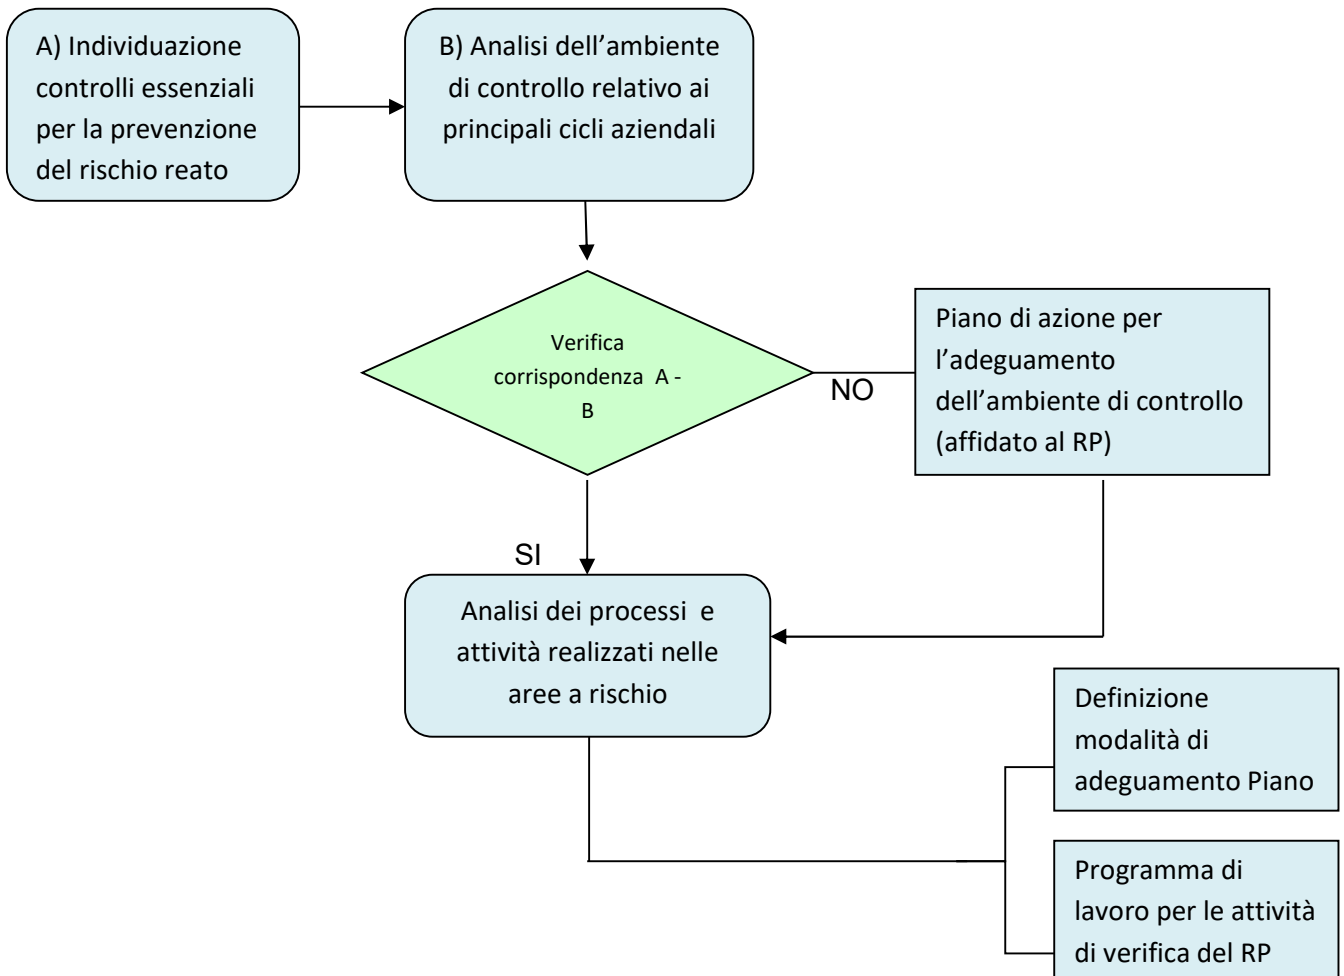 A) Individuazione
controlli essenziali
per la prevenzione
del rischio reato
B) Analisi dell’ambiente
di controllo relativo ai
principali cicli aziendali
Verifica
corrispondenza A -
B
NO
Piano di azione per
l’adeguamento
dell’ambiente di controllo
(affidato al RP)
SI
Analisi dei processi e
attività realizzati nelle
aree a rischio
Definizione
modalità di
adeguamento Piano
Programma di
lavoro per le attività
di verifica del RP